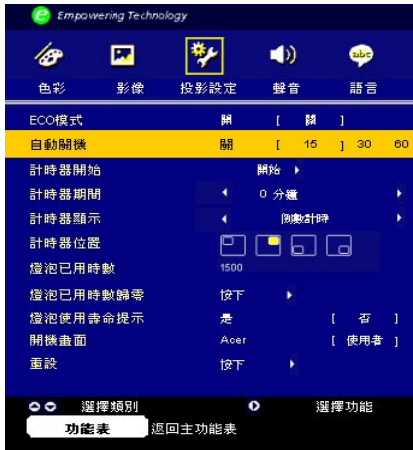 e Empowering Technology
abc
色彩 影像 投影設定 聲音 語言
ECO模式 開 [ 關 ]
自動關機 關 [ 15 ] 30 60
計時器開始 開始
計時器期間 0 分鐘
計時器顯示 倒數計時
計時器位置
燈泡已用時數 1500
燈泡已用時數歸零 按下
燈泡使用壽命提示 是 [ 否 ]
開機畫面 Acer [ 使用者 ]
重設 按下
選擇類別 選擇功能
功能表 返回主功能表